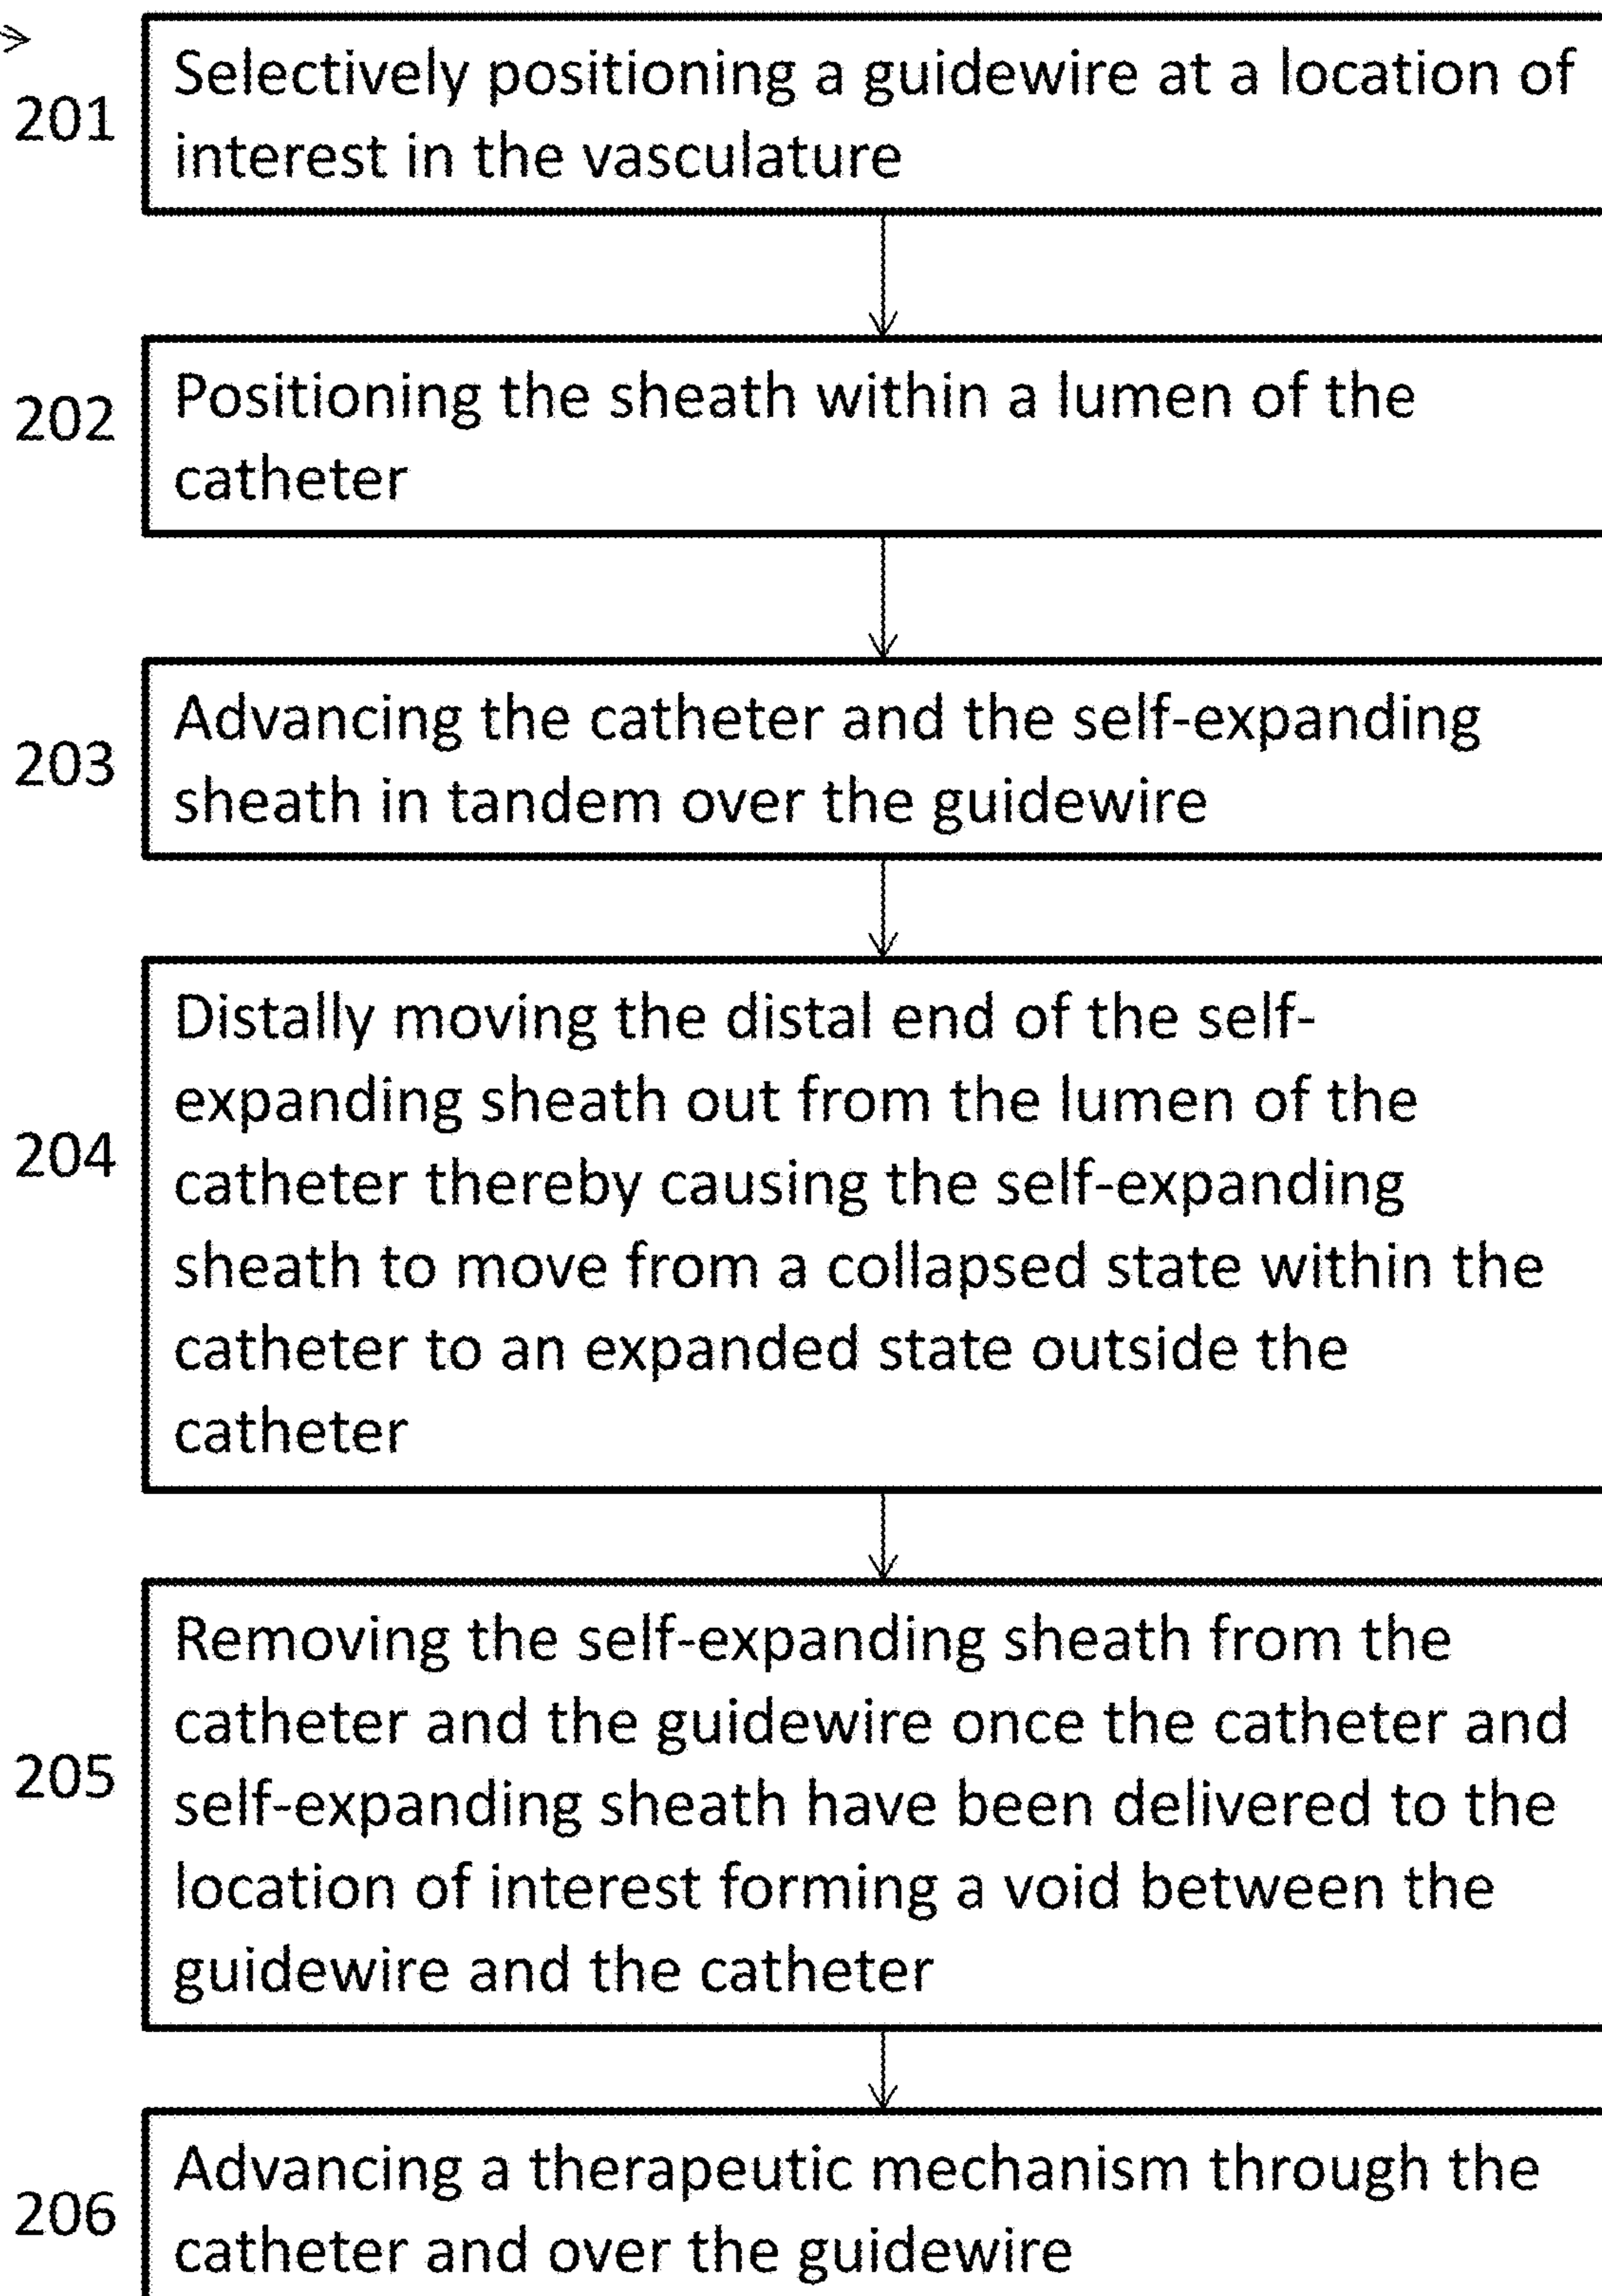 201
Selectively positioning a guidewire at a location of
interest in the vasculature
202
Positioning the sheath within a lumen of the
catheter
203
Advancing the catheter and the self-expanding
sheath in tandem over the guidewire
204
Distally moving the distal end of the self-
expanding sheath out from the lumen of the
catheter thereby causing the self-expanding
sheath to move from a collapsed state within the
catheter to an expanded state outside the
catheter
205
Removing the self-expanding sheath from the
catheter and the guidewire once the catheter and
self-expanding sheath have been delivered to the
location of interest forming a void between the
guidewire and the catheter
206
Advancing a therapeutic mechanism through the
catheter and over the guidewire